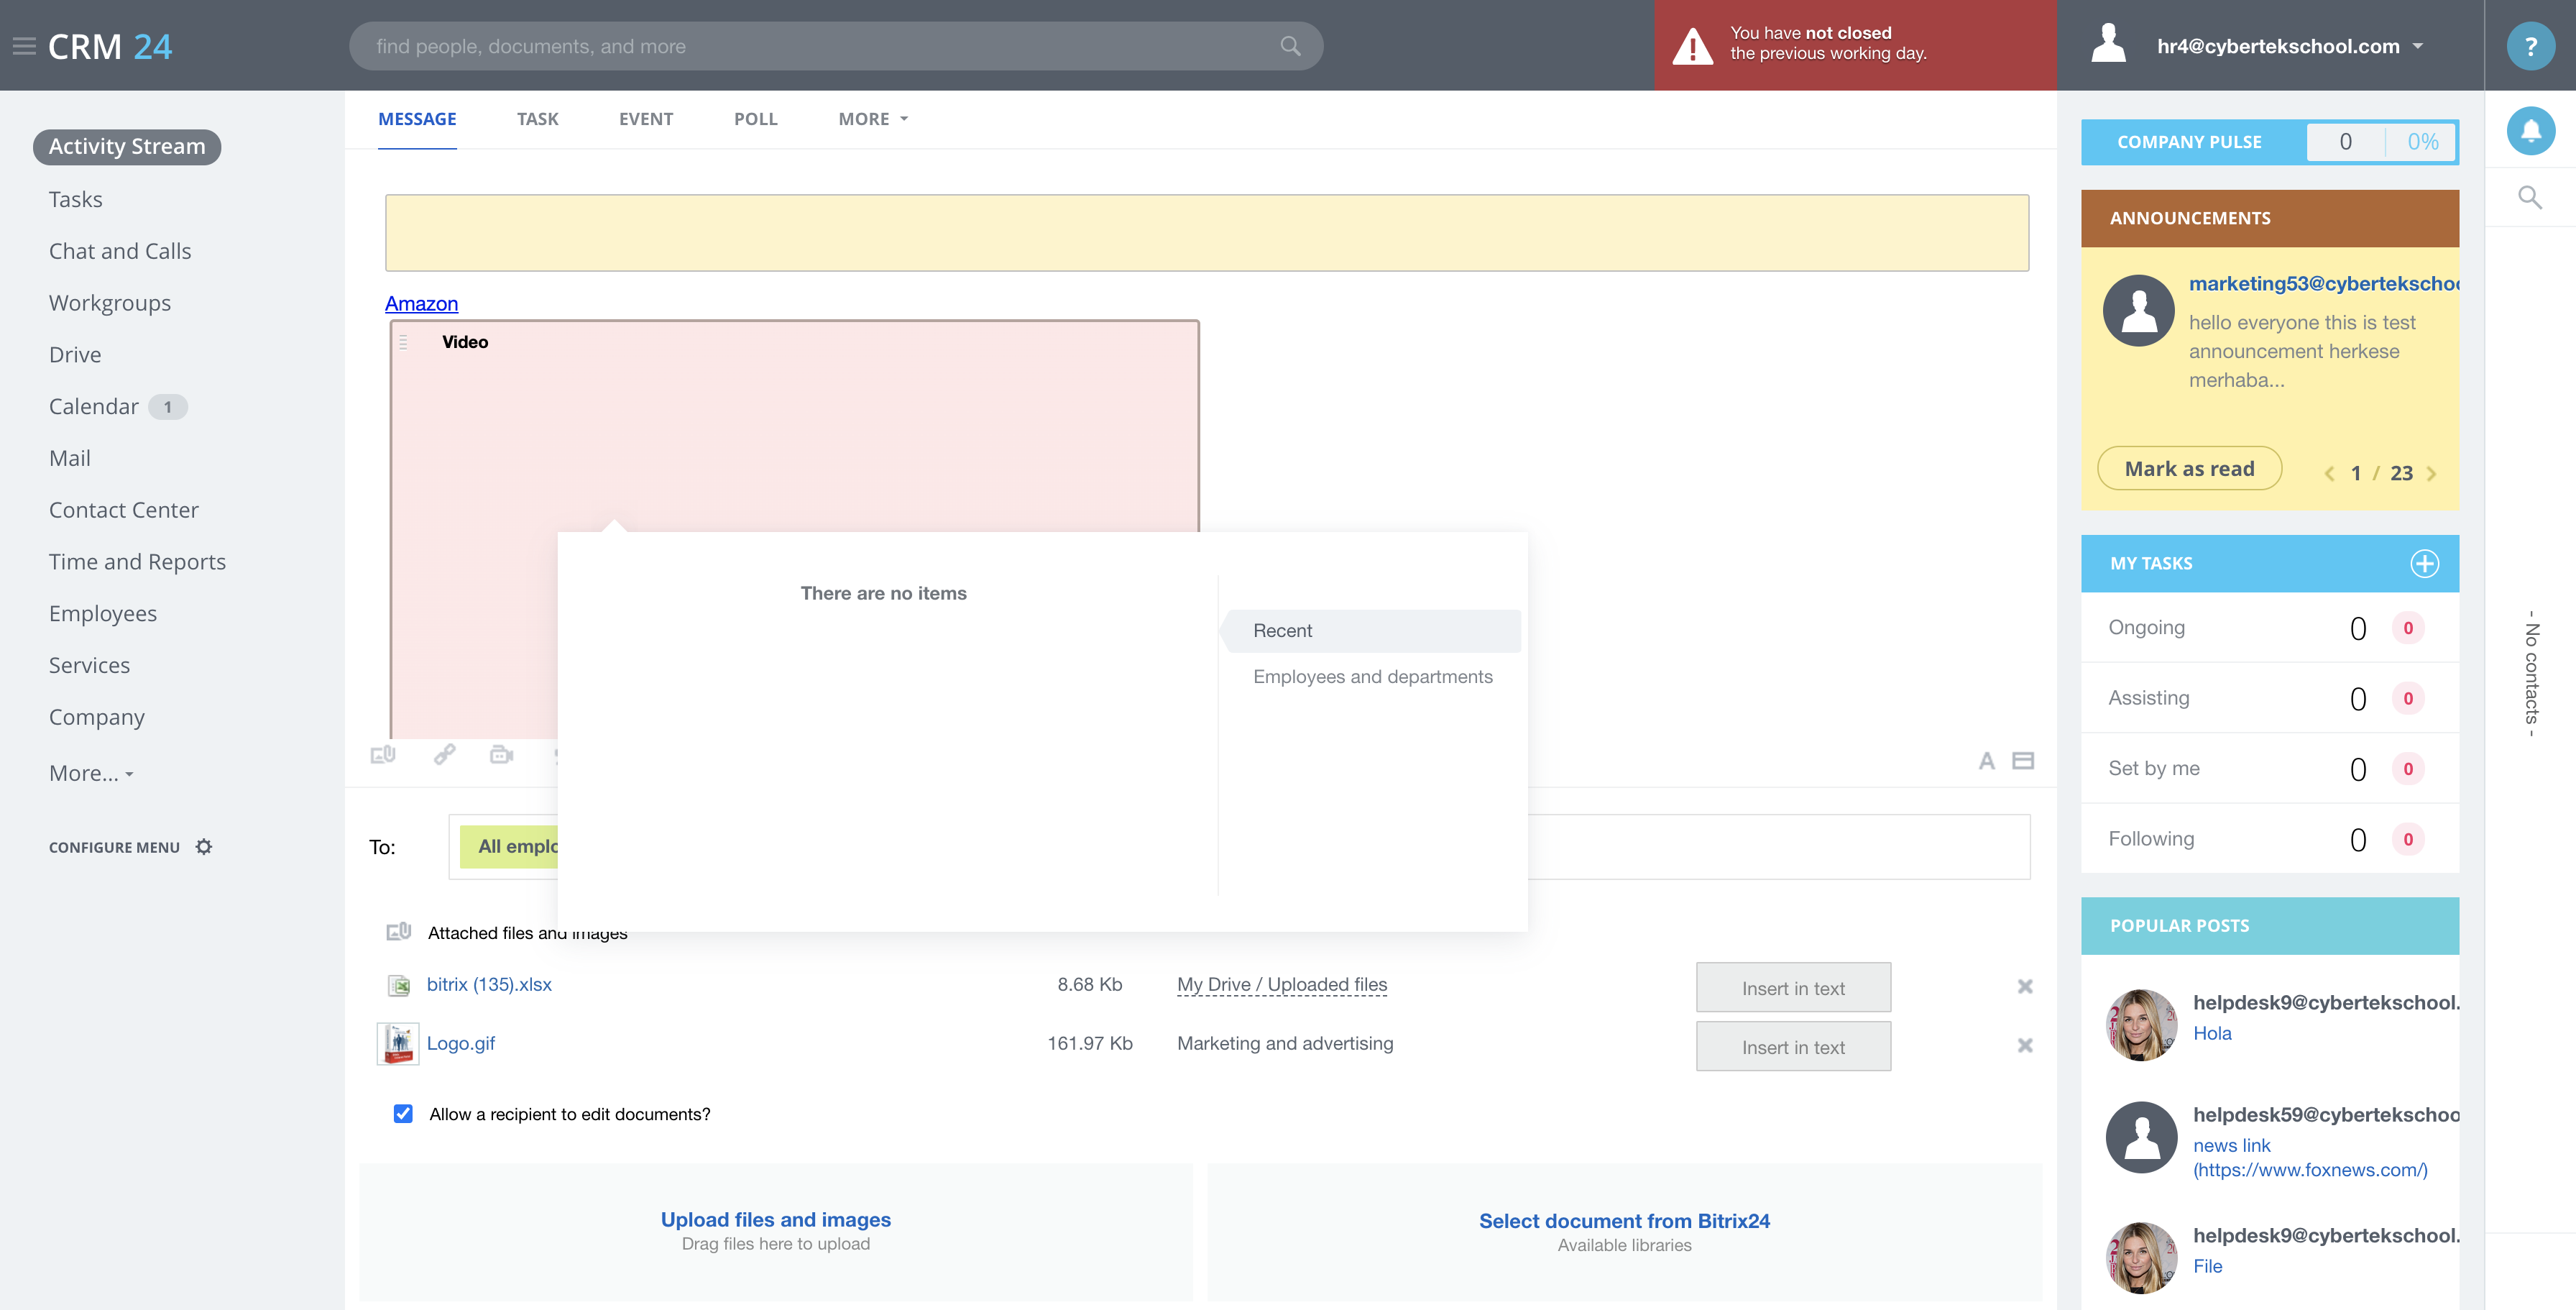 CRM 24
find people, documents, and more
You have not closed
the previous working day.
hr4@cybertekschool.com
?
Activity Stream
Tasks
Chat and Calls
Workgroups
Drive
Calendar 1
Mail
Contact Center
Time and Reports
Employees
Services
Company
More...
CONFIGURE MENU
MESSAGE TASK EVENT POLL MORE
Amazon
Video
There are no items
Recent
Employees and departments
A
To:
All emplo
Attached files and images
bitrix (135).xlsx 8.68 Kb My Drive / Uploaded files Insert in text
Logo.gif 161.97 Kb Marketing and advertising Insert in text
Allow a recipient to edit documents?
Upload files and images
Drag files here to upload
Select document from Bitrix24
Available libraries
COMPANY PULSE 0 0%
ANNOUNCEMENTS
marketing53@cybertekschoo
hello everyone this is test
announcement herkese
merhaba...
Mark as read 1 / 23
MY TASKS
Ongoing 0 0
Assisting 0 0
Set by me 0 0
Following 0 0
POPULAR POSTS
helpdesk9@cybertekschool.
Hola
helpdesk59@cybertekschoo
news link
(https://www.foxnews.com/)
helpdesk9@cybertekschool.
File
- No contacts -